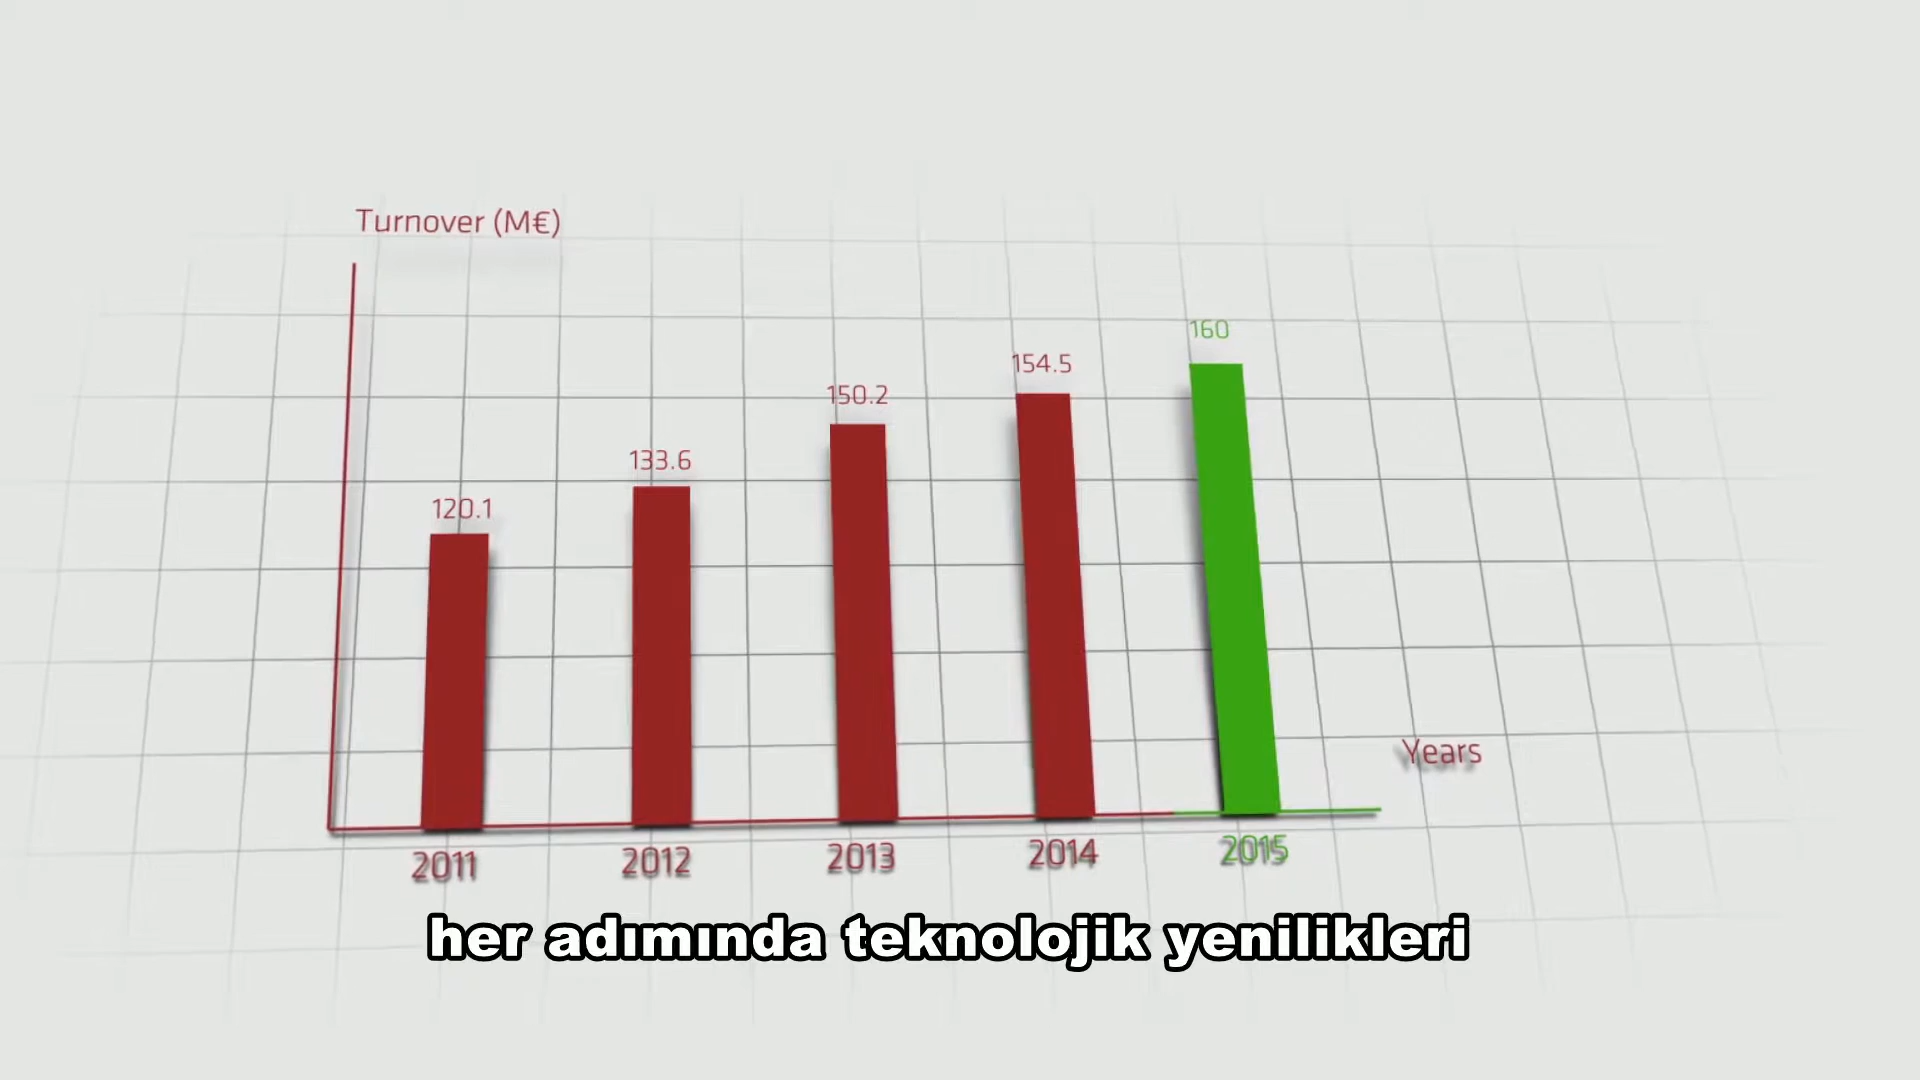 Turnover (M€)
160
154.5
150.2
133.6
120.1
Years
2011 2012 2013 2014 2015
her adımında teknolojik yenilikleri